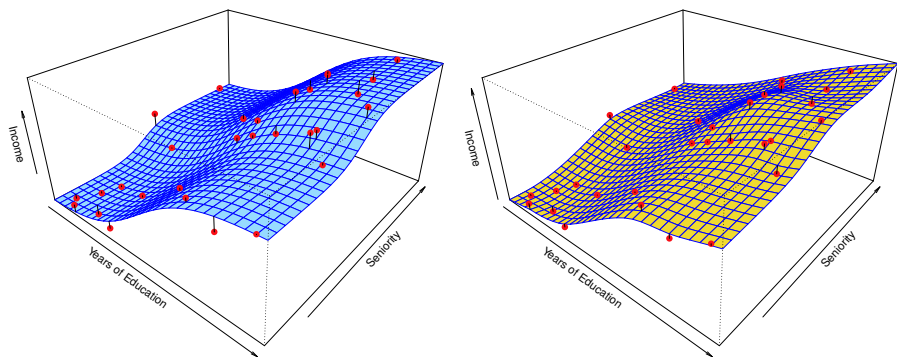 Income
Years of Education
Seniority
Income
Years of Education
Seniority